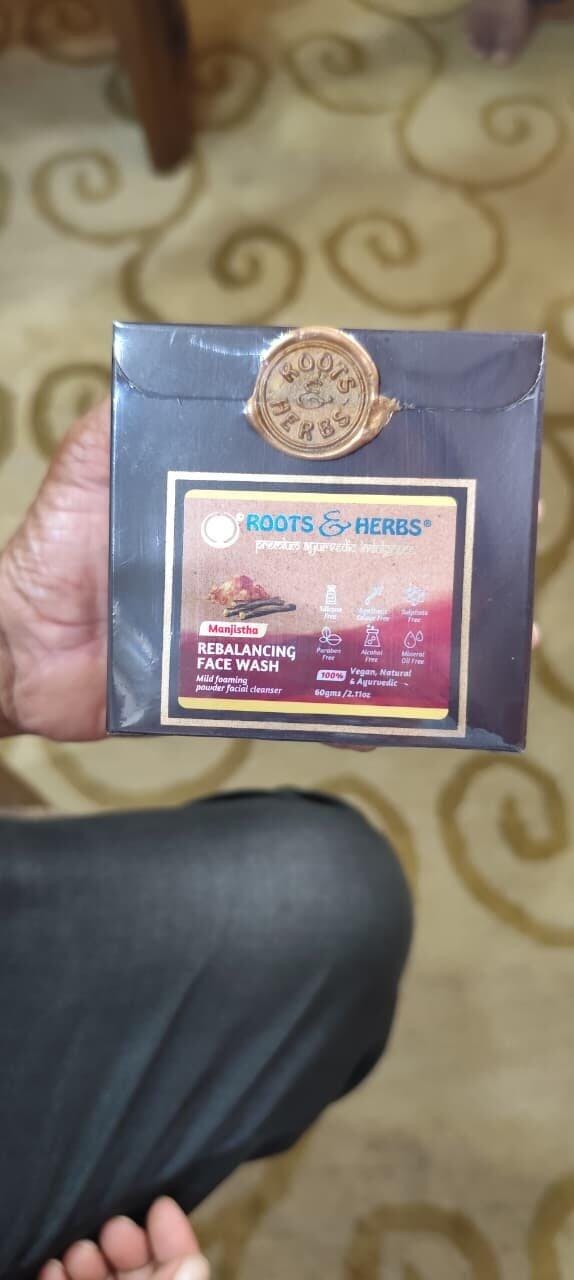 ROOTS
&
HERBS
ROOTS & HERBS®
premium ayurvedic indulgence
Silicone Free
Synthetic Colour Free
Sulphate Free
Paraben Free
Alcohol Free
Mineral Oil Free
Manjistha
REBALANCING
FACE WASH
Mild foaming
powder facial cleanser
100% Vegan, Natural
& Ayurvedic
60gms /2.11oz